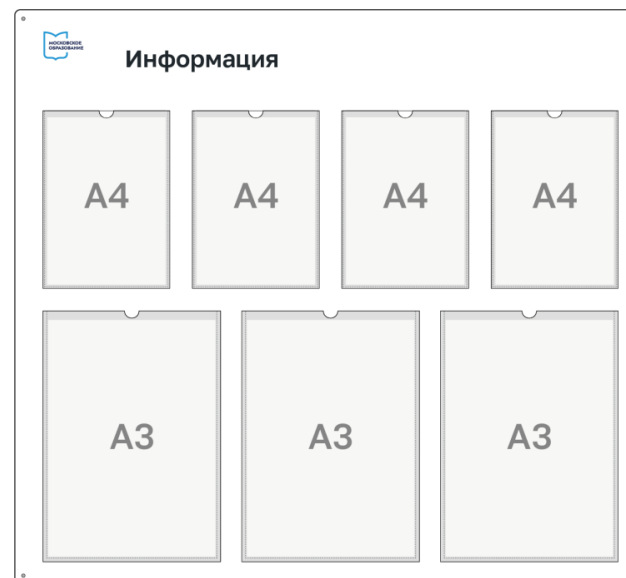 МОСКОВСКОЕ
ОБРАЗОВАНИЕ
Информация
А4 А4 А4 А4
А3 А3 А3